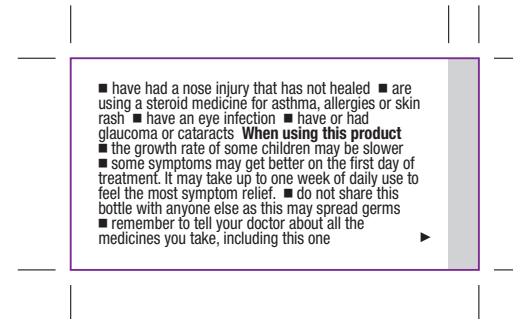 ■ have had a nose injury that has not healed ■ are
using a steroid medicine for asthma, allergies or skin
rash ■ have an eye infection ■ have or had
glaucoma or cataracts When using this product
■ the growth rate of some children may be slower
■ some symptoms may get better on the first day of
treatment. It may take up to one week of daily use to
feel the most symptom relief. ■ do not share this
bottle with anyone else as this may spread germs
■ remember to tell your doctor about all the
medicines you take, including this one ►